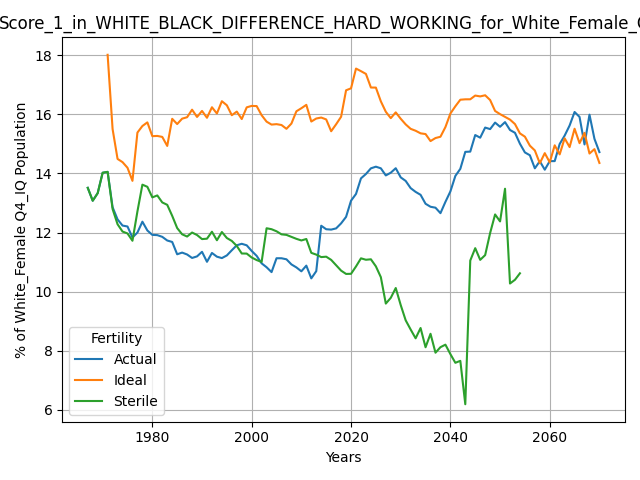 Score_1_in_WHITE_BLACK_DIFFERENCE_HARD_WORKING_for_White_Female_
% of White_Female Q4_IQ Population
18
16
14
12
10
8
6
Fertility
Actual
Ideal
Sterile
1980 2000 2020 2040 2060
Years